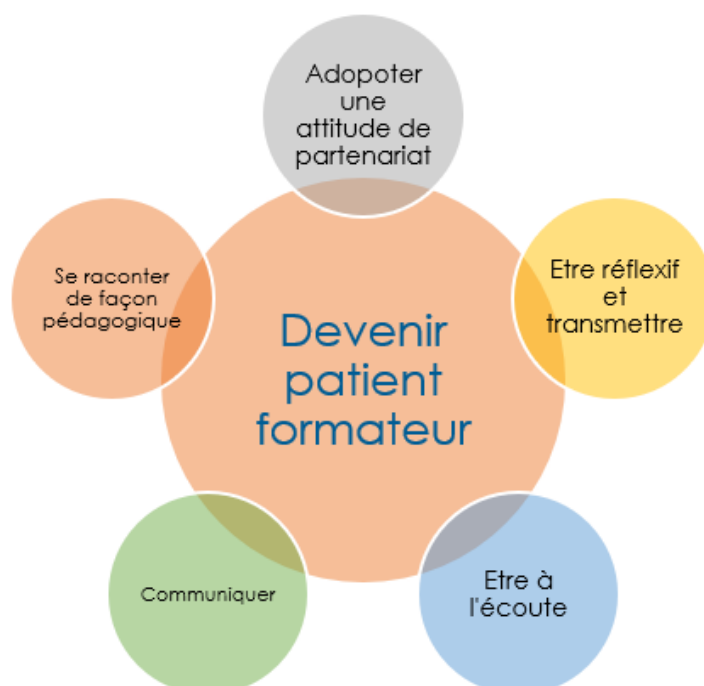 Adopoter
une
attitude de
partenariat
Se raconter
de façon
pédagogique
Etre réflexif
et
transmettre
Devenir
patient
formateur
Communiquer
Etre à
l'écoute